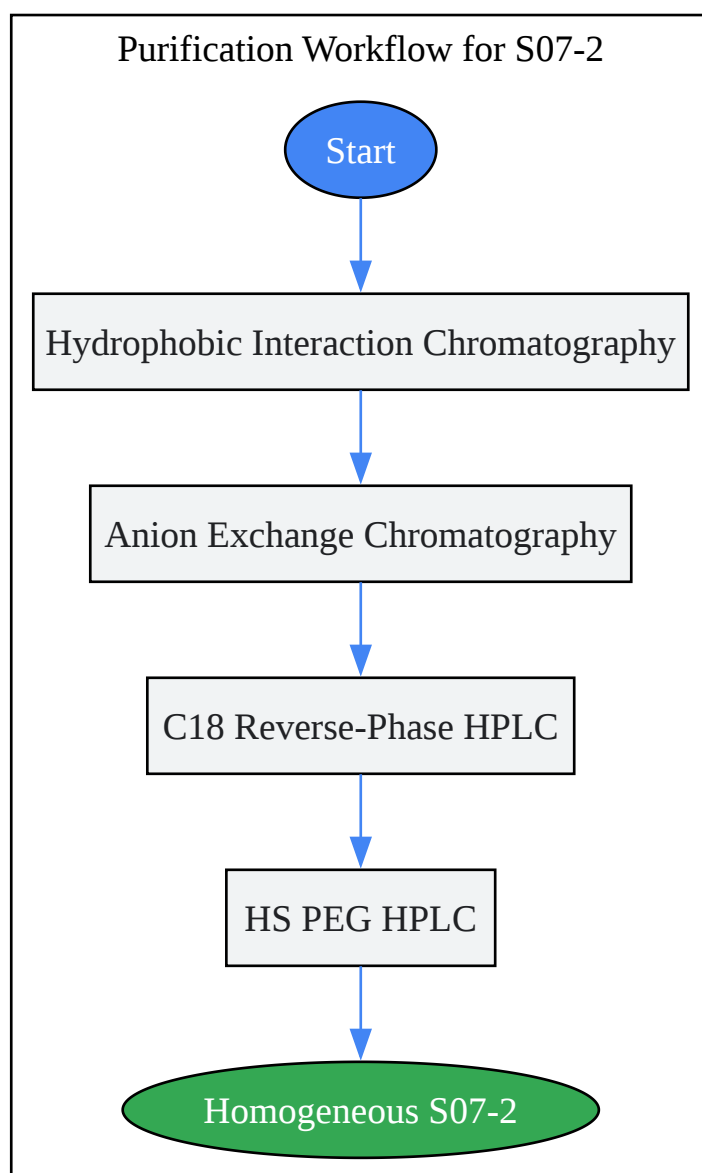 Purification Workflow for S07-2
Start
Hydrophobic Interaction Chromatography
Anion Exchange Chromatography
C18 Reverse-Phase HPLC
HS PEG HPLC
Homogeneous S07-2